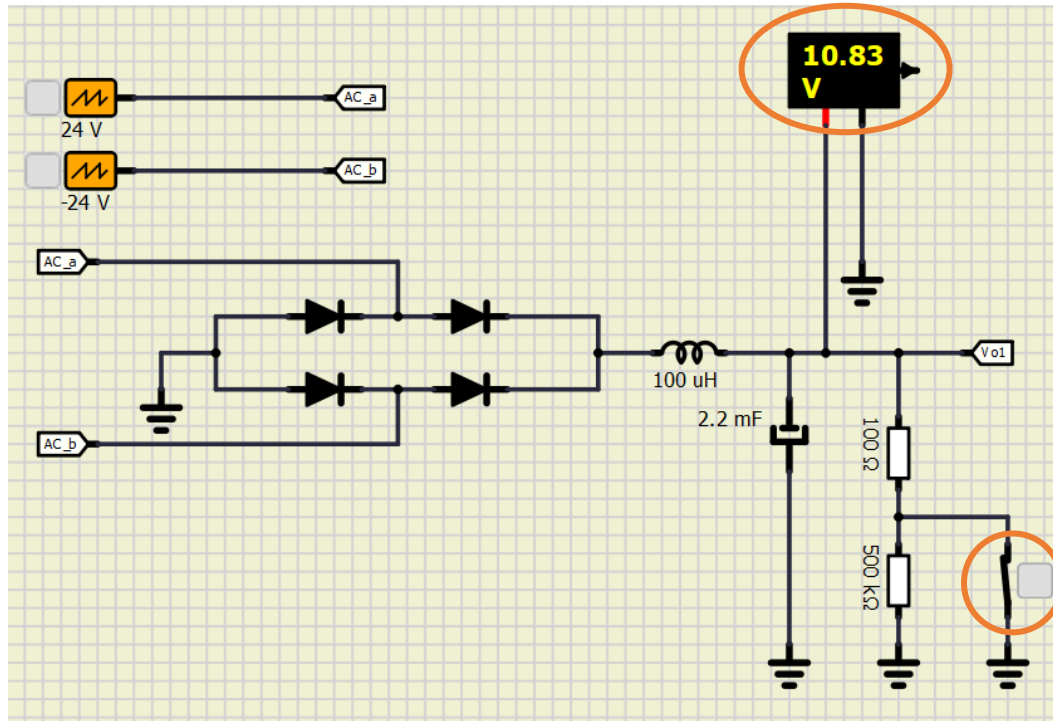 10.83
V
AC_a
24 V
AC_b
-24 V
AC_a
Vo1
100 uH
2.2 mF
100 Ω
AC_b
500 kΩ